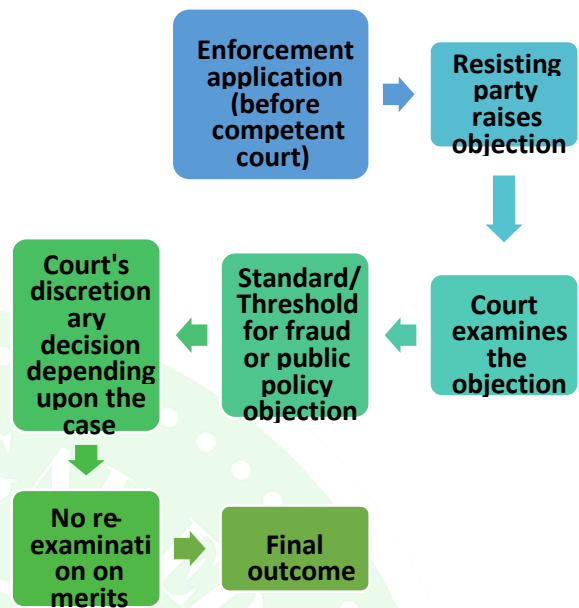 Enforcement
application
(before
competent
court)
Resisting
party
raises
objection
Court
examines
the
objection
Standard/
Threshold
for fraud
or public
policy
objection
Court's
discretion
ary
decision
depending
upon the
case
No re-
examinati
on on
merits
Final
outcome